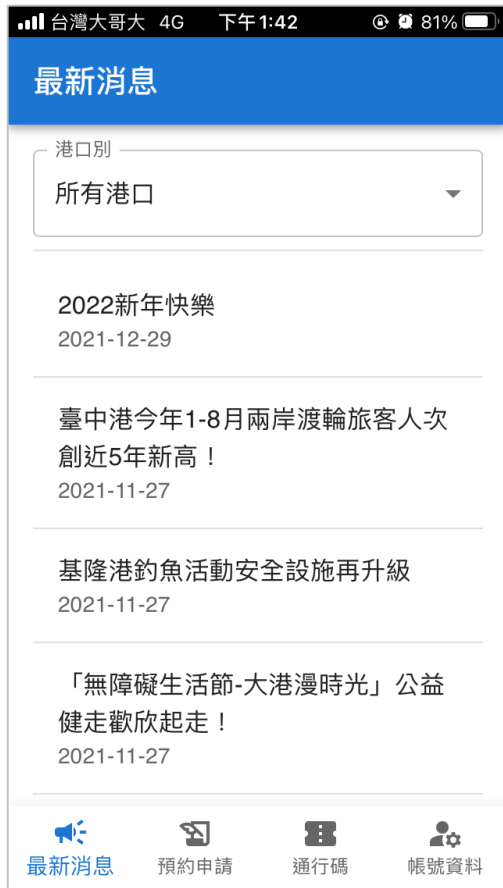 台灣大哥大 4G 下午1:42 81%
最新消息
港口別
所有港口
2022新年快樂
2021-12-29
臺中港今年1-8月兩岸渡輪旅客人次
創近5年新高！
2021-11-27
基隆港釣魚活動安全設施再升級
2021-11-27
「無障礙生活節-大港漫時光」公益
健走歡欣起走！
2021-11-27
最新消息 預約申請 通行碼 帳號資料